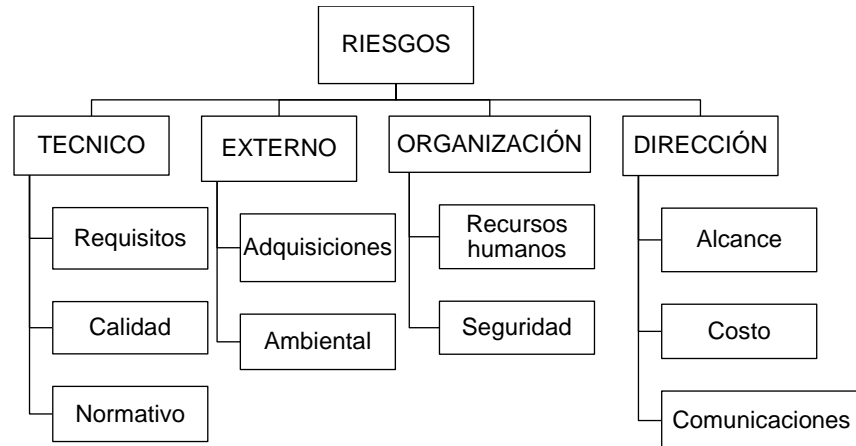 RIESGOS
TECNICO
EXTERNO
ORGANIZACIÓN
DIRECCIÓN
Requisitos
Calidad
Normativo
Adquisiciones
Ambiental
Recursos
humanos
Seguridad
Alcance
Costo
Comunicaciones